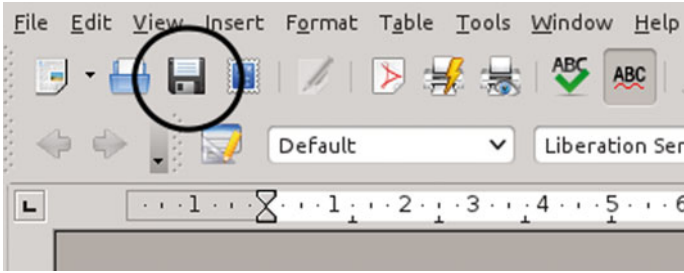 File Edit View Insert Format Table Tools Window Help
ABC ABC
Default Liberation Ser
1 1 2 3 4 5 6